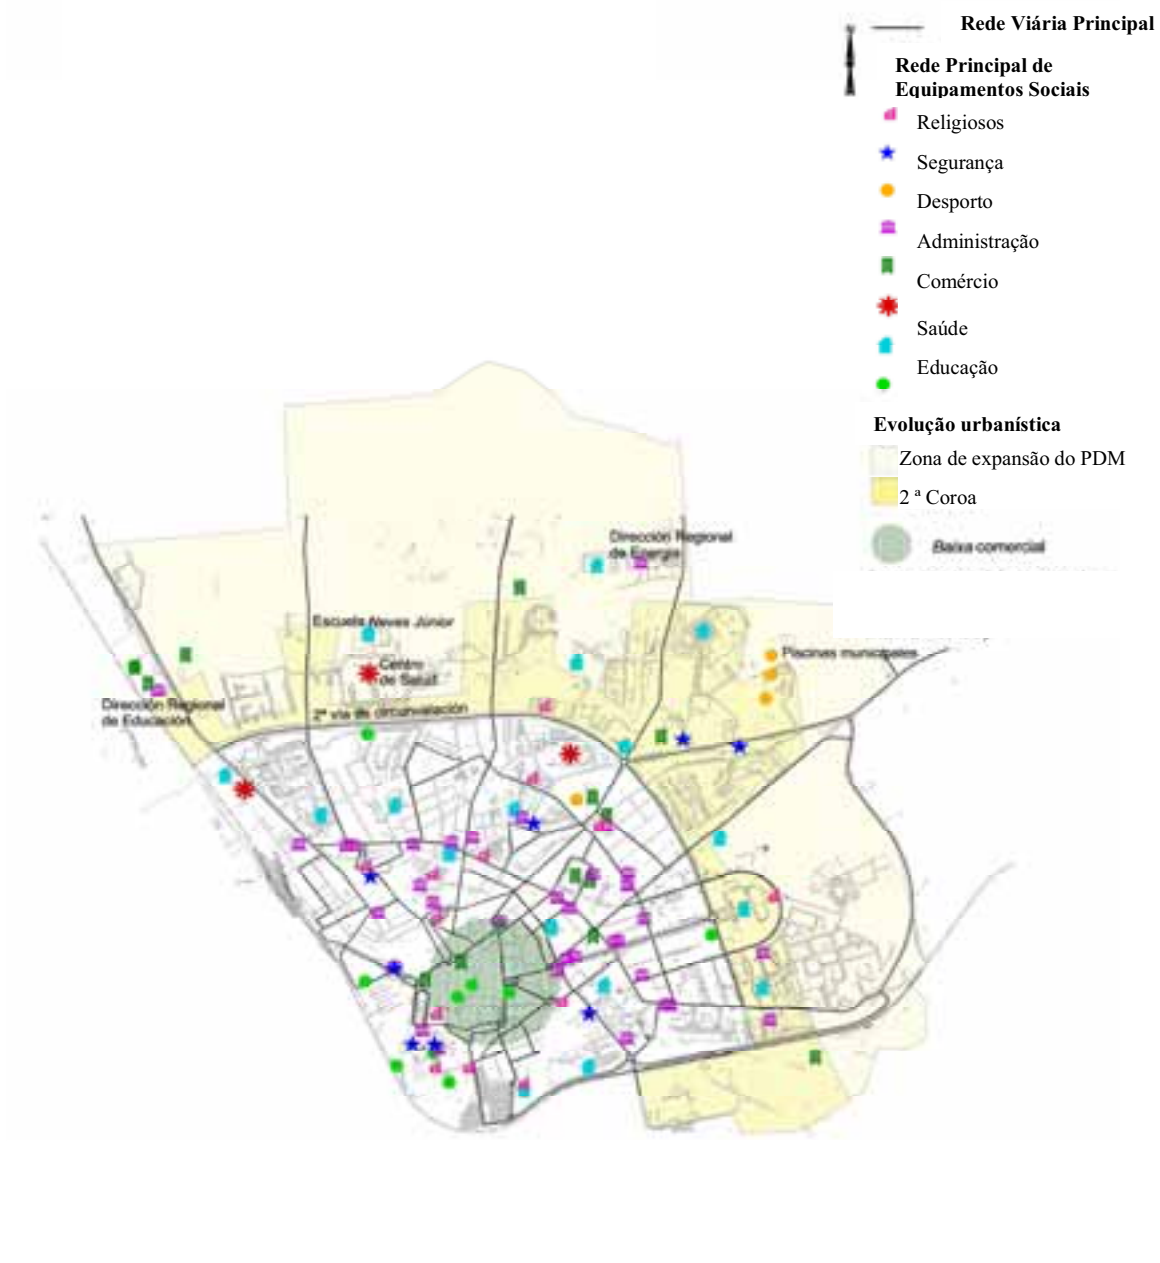 Rede Viária Principal
Rede Principal de
Equipamentos Sociais
Religiosos
Segurança
Desporto
Administração
Comércio
Saúde
Educação
Evolução urbanística
Zona de expansão do PDM
2 ª Coroa
Baixa comercial
Dirección Regional
de Energia
Escuela Neves Júnior
Centro
de Salud
Piscinas municipales
Dirección Regional
de Educación
2ª via de circunvalación